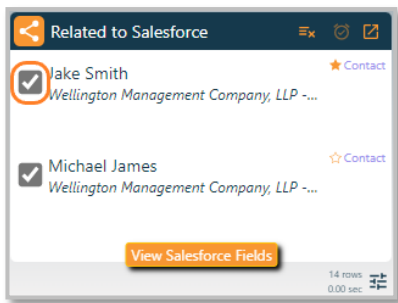 Related to Salesforce
Jake Smith
Contact
Wellington Management Company, LLP -...
Michael James
Contact
Wellington Management Company, LLP -...
View Salesforce Fields
14 rows
0.00 sec